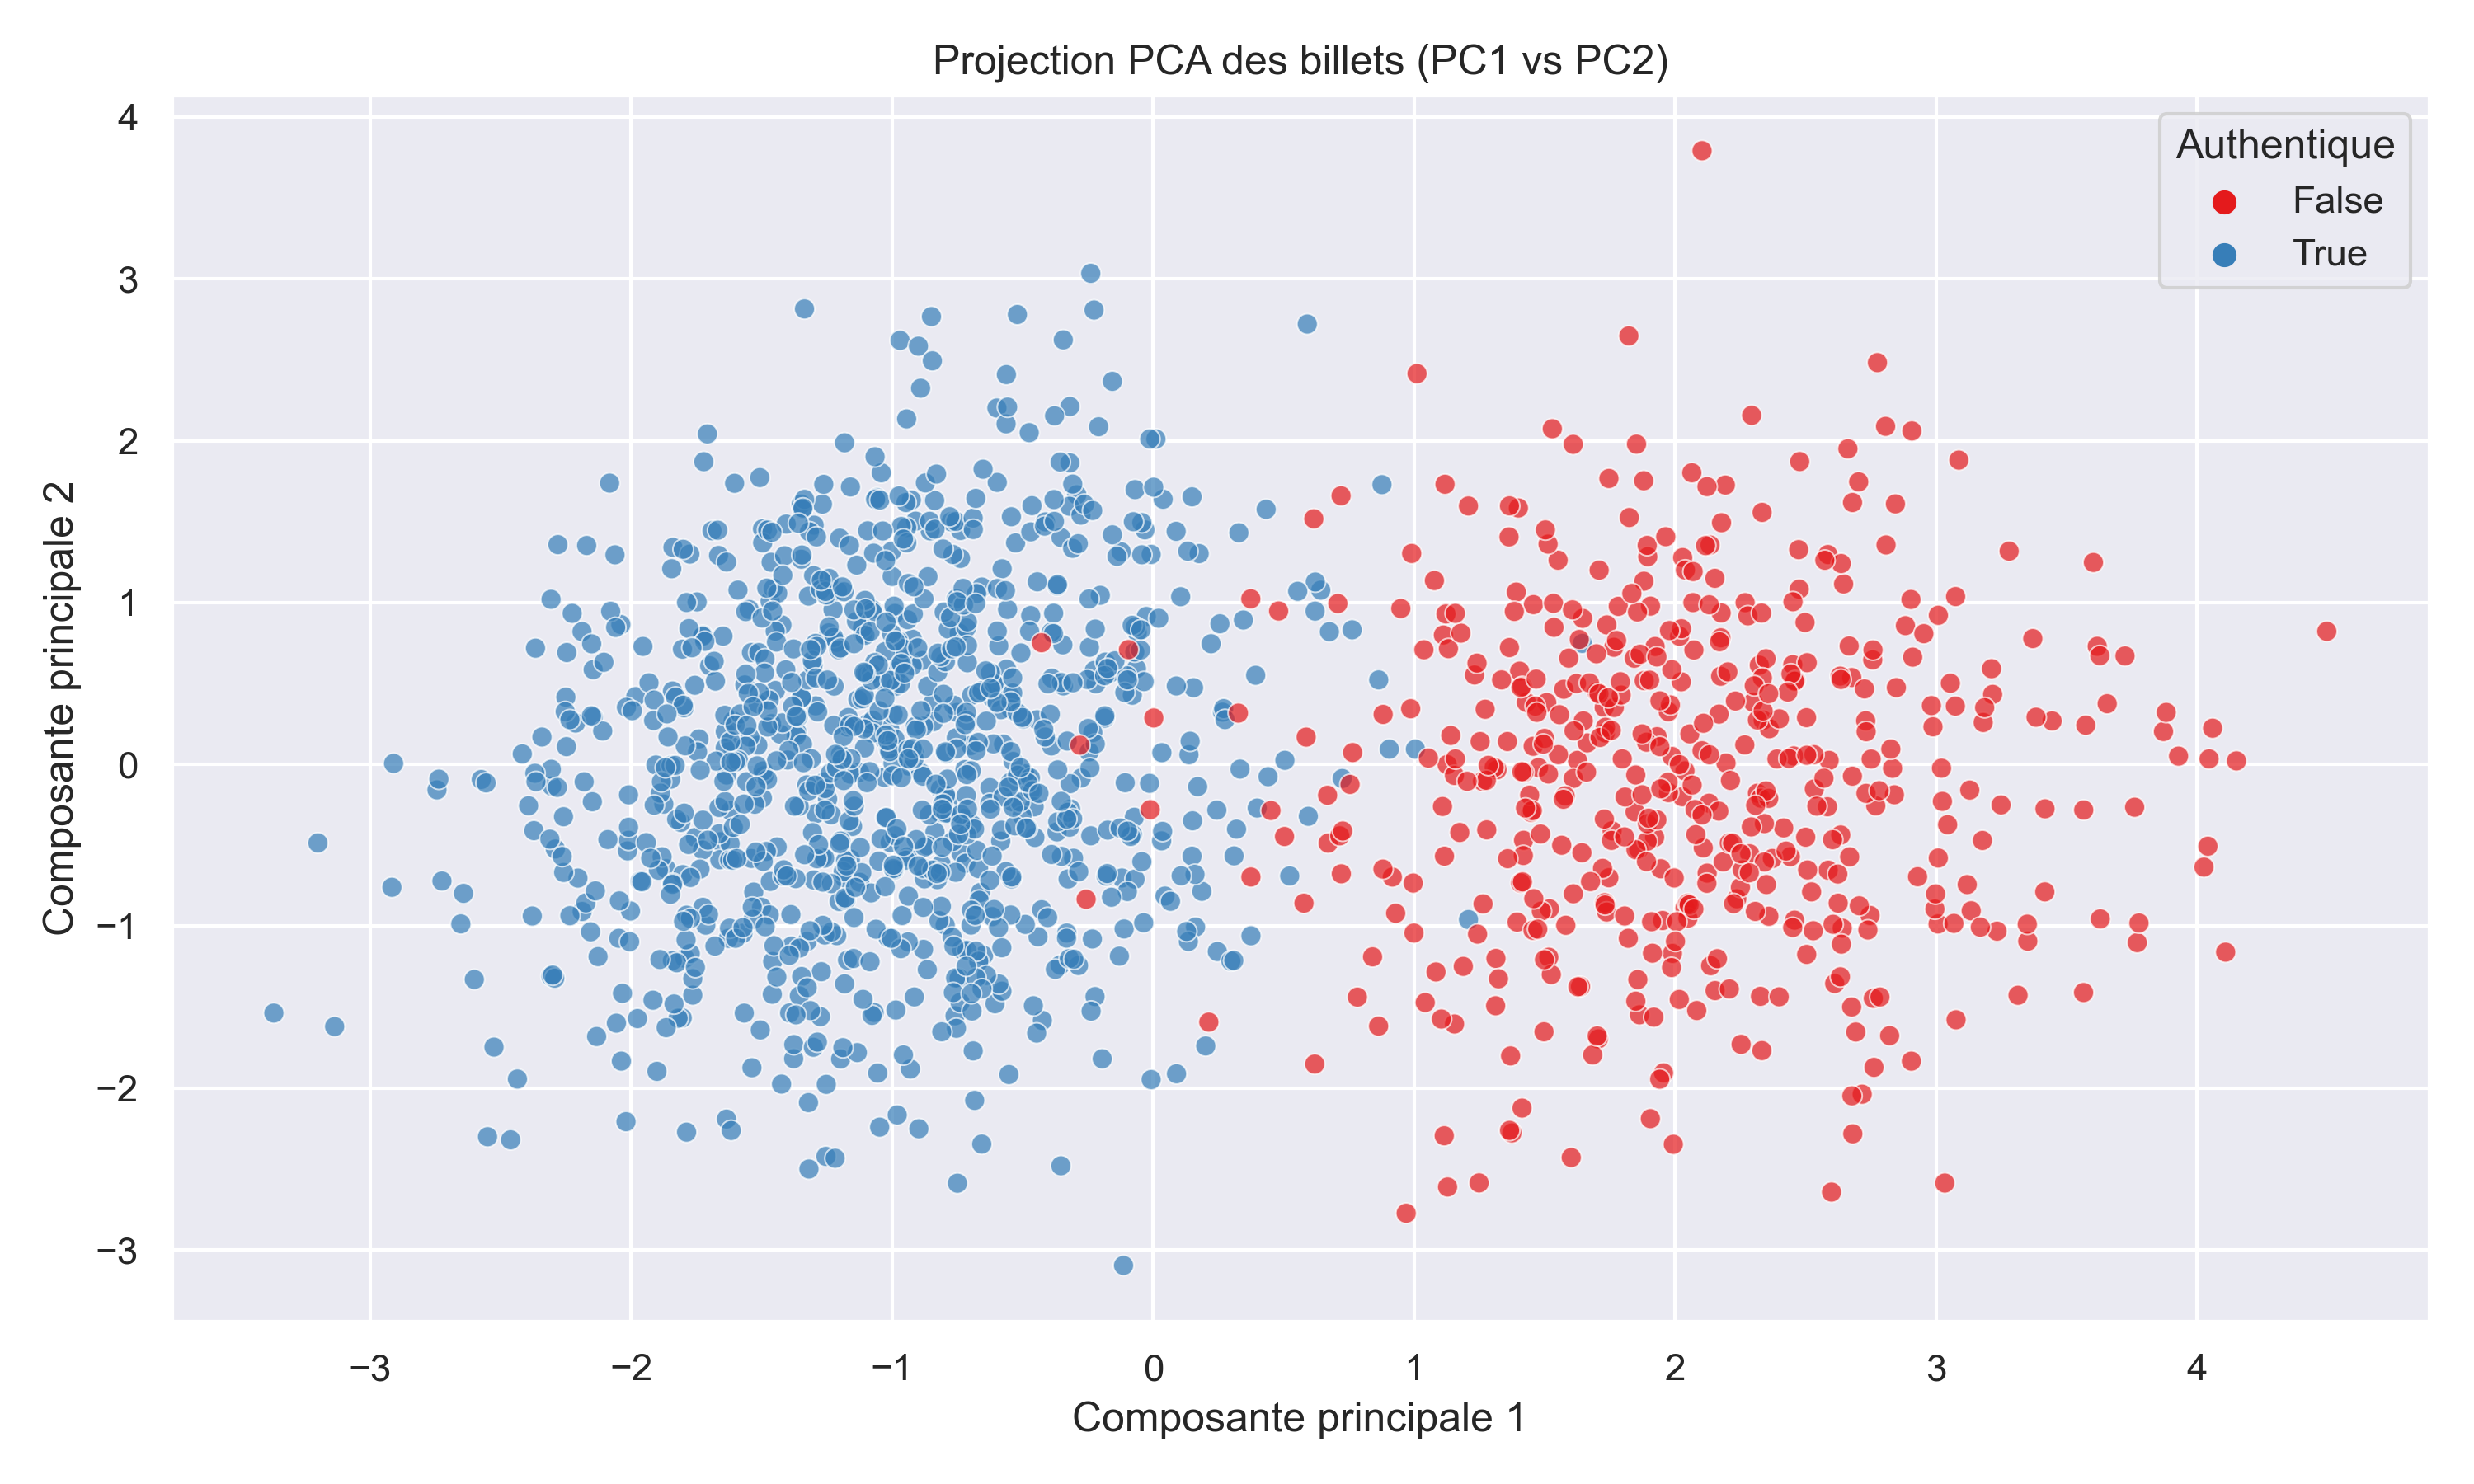 Projection PCA des billets (PC1 vs PC2)
Authentique
False
True
4
3
2
1
0
−1
−2
−3
Composante principale 2
−3
−2
−1
0
1
2
3
4
Composante principale 1